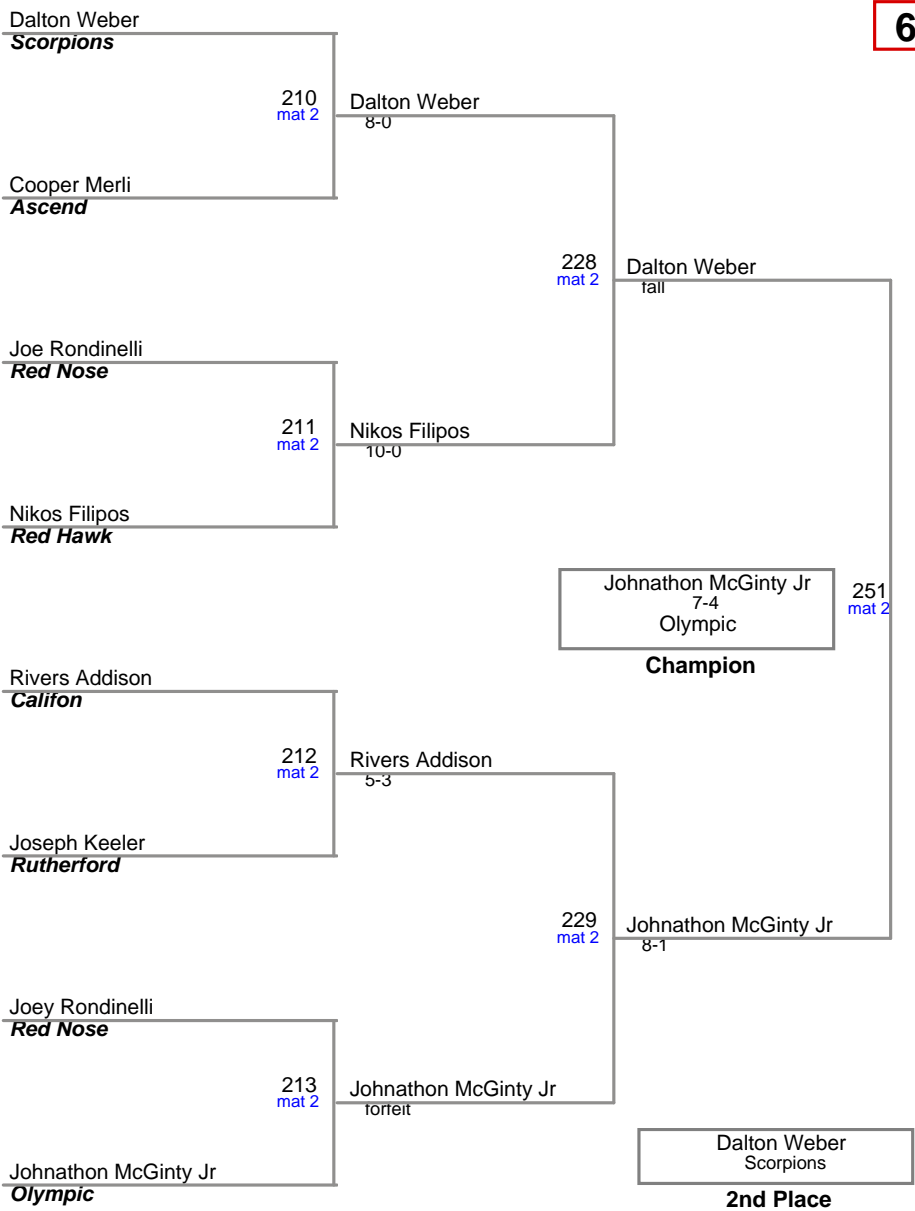 Dalton Weber
Scorpions
6
210
mat 2
Dalton Weber
8-0
Cooper Merli
Ascend
228
mat 2
Dalton Weber
fall
Joe Rondinelli
Red Nose
211
mat 2
Nikos Filipos
10-0
Nikos Filipos
Red Hawk
Johnathon McGinty Jr
7-4
Olympic
Champion
251
mat 2
Rivers Addison
Califon
212
mat 2
Rivers Addison
5-3
Joseph Keeler
Rutherford
229
mat 2
Johnathon McGinty Jr
8-1
Joey Rondinelli
Red Nose
213
mat 2
Johnathon McGinty Jr
forfeit
Johnathon McGinty Jr
Olympic
Dalton Weber
Scorpions
2nd Place